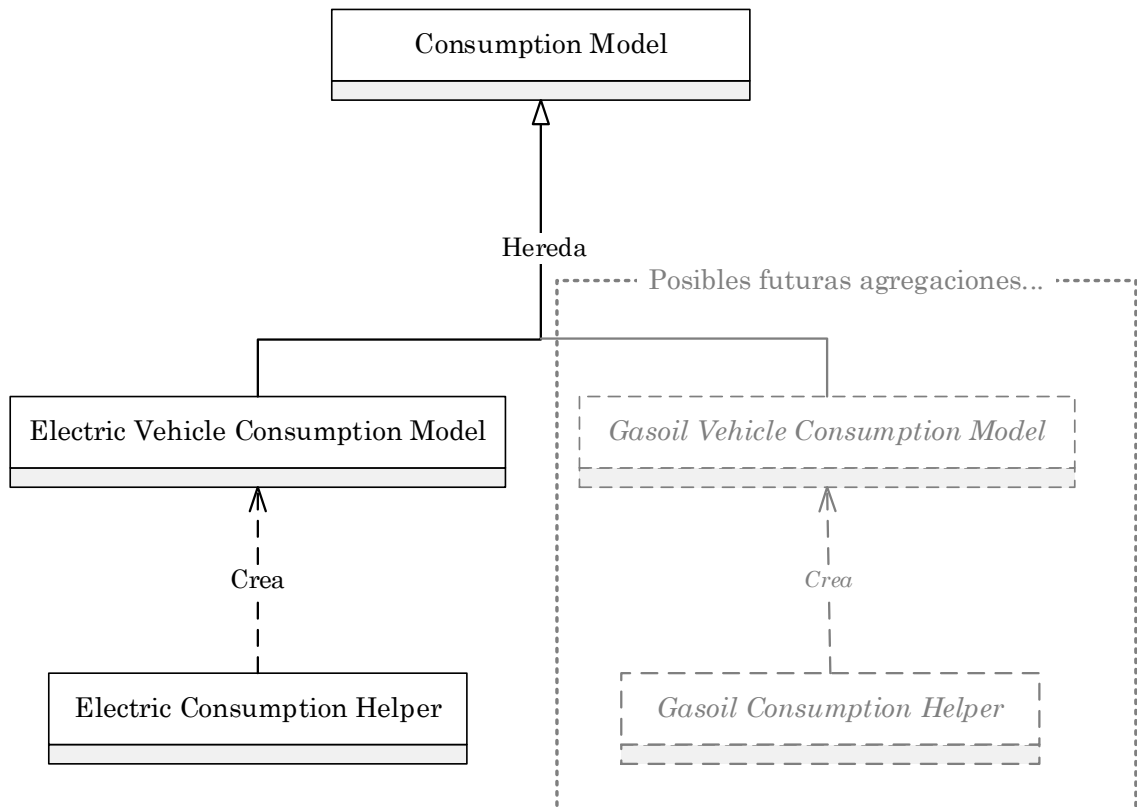 Consumption Model
Hereda
Posibles futuras agregaciones...
Electric Vehicle Consumption Model
Gasoil Vehicle Consumption Model
Crea
Crea
Electric Consumption Helper
Gasoil Consumption Helper